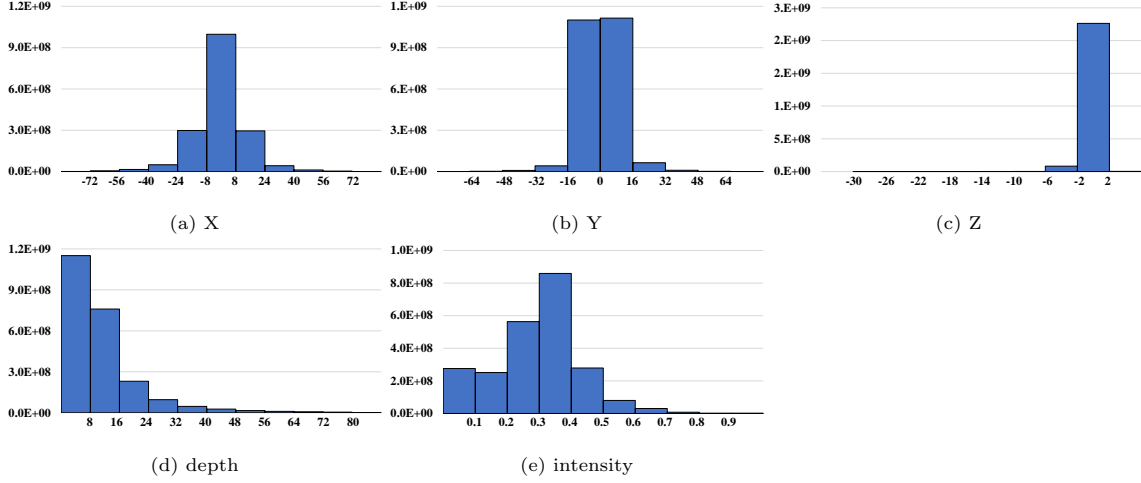 1.2E+09
9.0E+08
6.0E+08
3.0E+08
0.0E+00
-72 -56 -40 -24 -8 8 24 40 56 72
(a) X
1.E+09
9.E+08
6.E+08
4.E+08
1.E+08
0.E+00
-64 -48 -32 -16 0 16 32 48 64
(b) Y
3.E+09
2.E+09
2.E+09
1.E+09
5.E+08
0.E+00
-30 -26 -22 -18 -14 -10 -6 -2 2
(c) Z
1.2E+09
9.0E+08
6.0E+08
3.0E+08
0.0E+00
8 16 24 32 40 48 56 64 72 80
(d) depth
1.0E+09
8.0E+08
6.0E+08
4.0E+08
2.0E+08
0.0E+00
0.1 0.2 0.3 0.4 0.5 0.6 0.7 0.8 0.9
(e) intensity